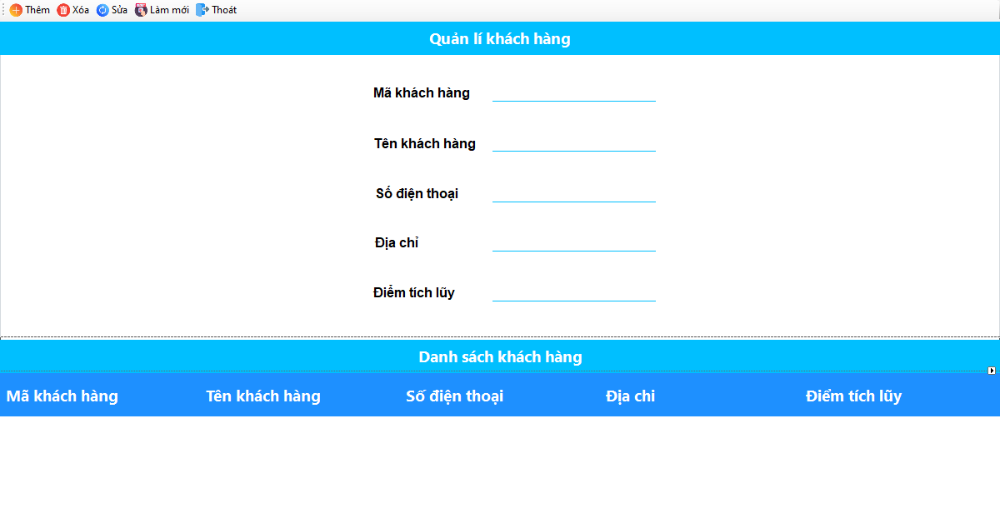 Thêm Xóa Sửa Làm mới Thoát
Quản lí khách hàng
Mã khách hàng
Tên khách hàng
Số điện thoại
Địa chỉ
Điểm tích lũy
Danh sách khách hàng
Mã khách hàng Tên khách hàng Số điện thoại Địa chi Điểm tích lũy